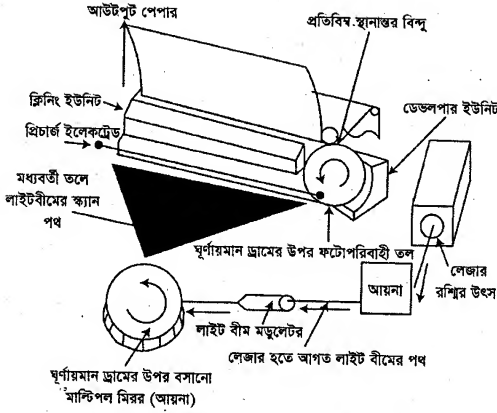 আউটপুট পেপার
প্রতিবিম্ব স্থানান্তর বিন্দু
ক্লিনিং ইউনিট
ডেভলপার ইউনিট
প্রিচার্জ ইলেকট্রেড
মধ্যবর্তী তলে
লাইটবীমের স্ক্যান
পথ
ঘূর্ণায়মান ড্রামের উপর ফটোপরিবাহী তল
লেজার
রশ্মির উৎস
আয়না
লাইট বীম মডুলেটর
লেজার হতে আগত লাইট বীমের পথ
ঘূর্ণায়মান ড্রামের উপর বসানো
মাল্টিপল মিরর (আয়না)